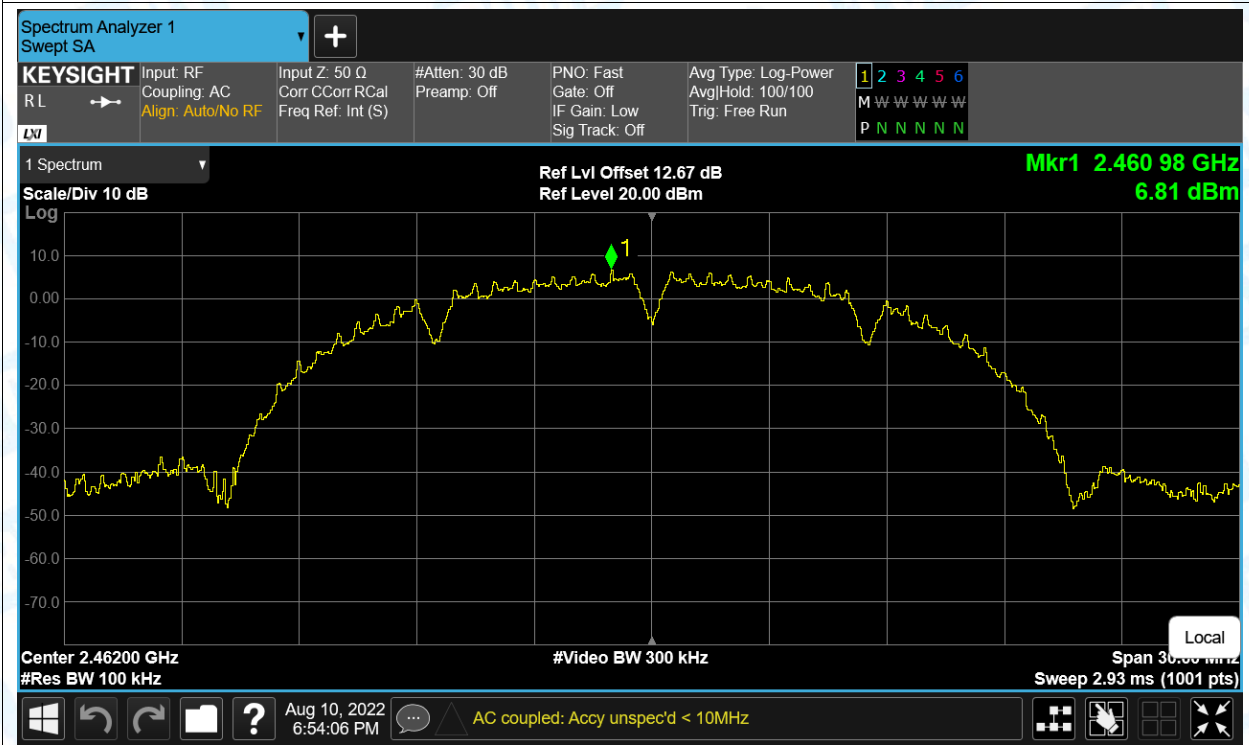 Spectrum Analyzer 1
Swept SA
KEYSIGHT
R L
LXI
Input: RF
Coupling: AC
Align: Auto/No RF
Input Z: 50 Ω
Corr CCorr RCal
Freq Ref: Int (S)
#Atten: 30 dB
Preamp: Off
PNO: Fast
Gate: Off
IF Gain: Low
Sig Track: Off
Avg Type: Log-Power
Avg|Hold: 100/100
Trig: Free Run
1 2 3 4 5 6
M W W W W W W
P N N N N N
1 Spectrum
Scale/Div 10 dB
Log
Ref Lvl Offset 12.67 dB
Ref Level 20.00 dBm
Mkr1 2.460 98 GHz
6.81 dBm
1
10.0
0.00
-10.0
-20.0
-30.0
-40.0
-50.0
-60.0
-70.0
Local
Center 2.46200 GHz
#Res BW 100 kHz
#Video BW 300 kHz
Span 30.00 MHz
Sweep 2.93 ms (1001 pts)
?
Aug 10, 2022
6:54:06 PM
AC coupled: Accy unspec'd < 10MHz